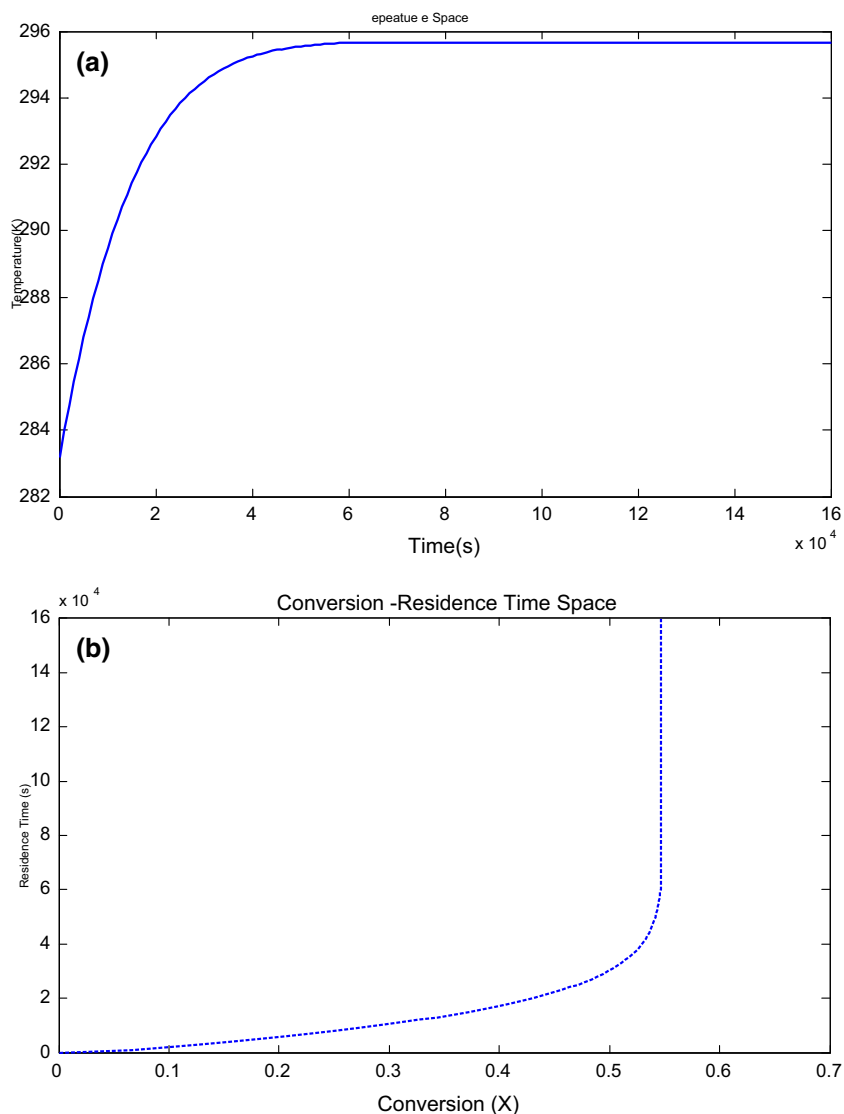 epeatue e Space
(a)
296
294
292
290
288
286
284
282
Temperature(K)
0 2 4 6 8 10 12 14 16
Time(s)
x 10 4
x 10 4
Conversion -Residence Time Space
(b)
16
14
12
10
8
6
4
2
0
Residence Time (s)
0 0.1 0.2 0.3 0.4 0.5 0.6 0.7
Conversion (X)